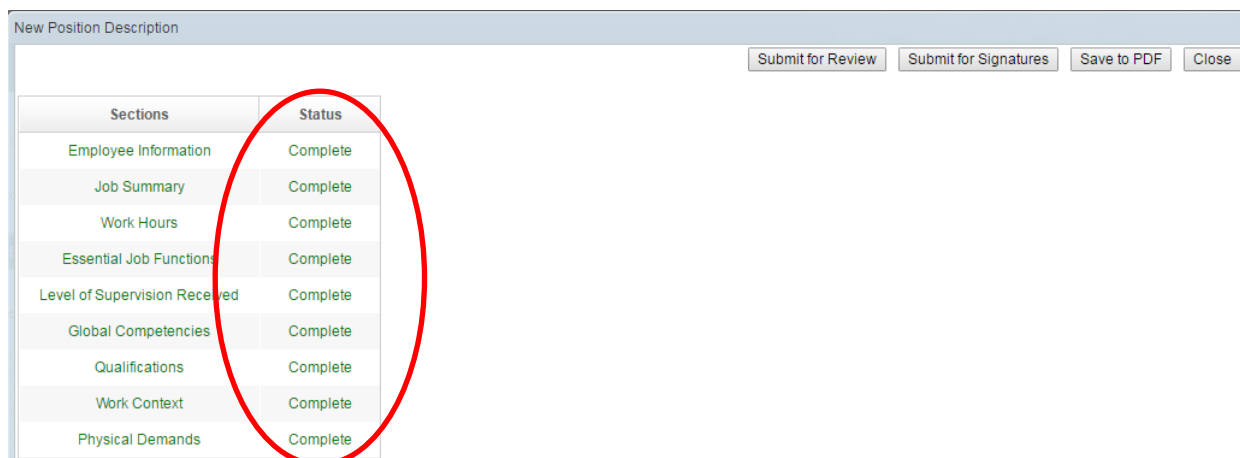 New Position Description
Submit for Review Submit for Signatures Save to PDF Close
Sections Status
Employee Information Complete
Job Summary Complete
Work Hours Complete
Essential Job Functions Complete
Level of Supervision Received Complete
Global Competencies Complete
Qualifications Complete
Work Context Complete
Physical Demands Complete